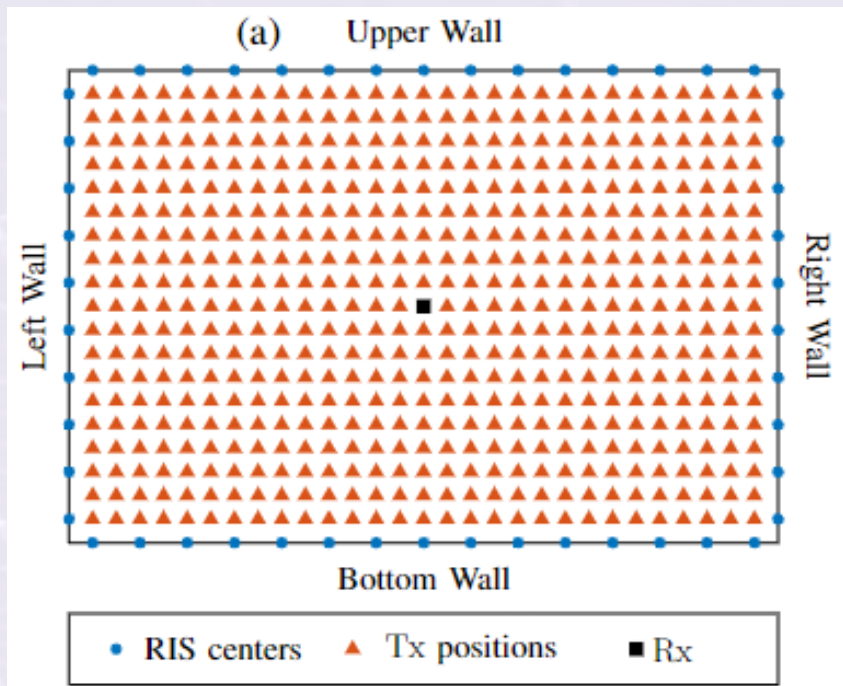 (a) Upper Wall
Left Wall
Right Wall
Bottom Wall
RIS centers Tx positions Rx